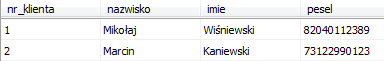 nr_klienta nazwisko imie pesel
1 Mikołaj Wiśniewski 82040112389
2 Marcin Kaniewski 73122990123